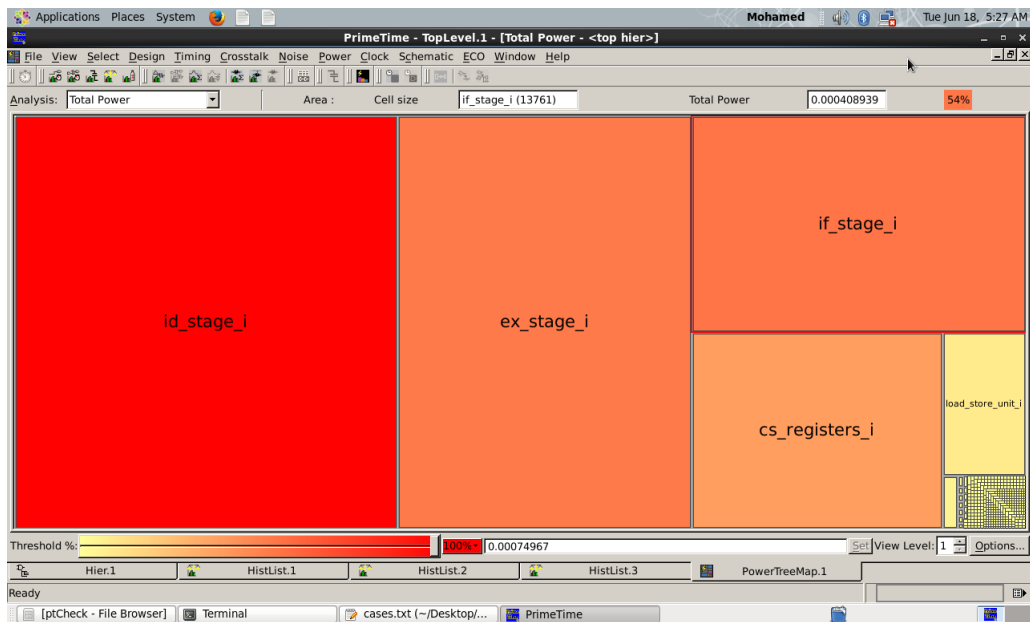 Applications Places System Mohamed Tue Jun 18, 5:27 AM
PrimeTime - TopLevel.1 - [Total Power - <top hier>]
File View Select Design Timing Crosstalk Noise Power Clock Schematic ECO Window Help
Analysis: Total Power Area : Cell size if_stage_i (13761) Total Power 0.000408939 54%
if_stage_i
id_stage_i ex_stage_i
load_store_unit_i
cs_registers_i
Threshold %: 100% 0.00074967 Set View Level: 1 Options...
Hier.1 HistList.1 HistList.2 HistList.3 PowerTreeMap.1
Ready
[ptCheck - File Browser] Terminal cases.txt (~/Desktop/... PrimeTime